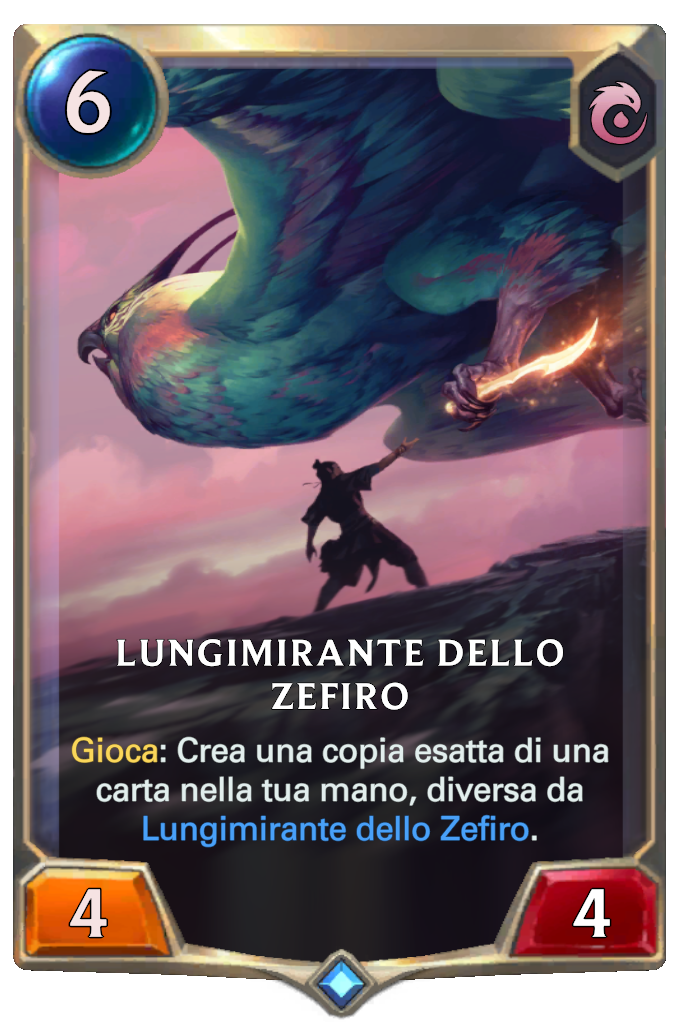 6
LUNGIMIRANTE DELLO
ZEFIRO
Gioca: Crea una copia esatta di una
carta nella tua mano, diversa da
Lungimirante dello Zefiro.
4
4